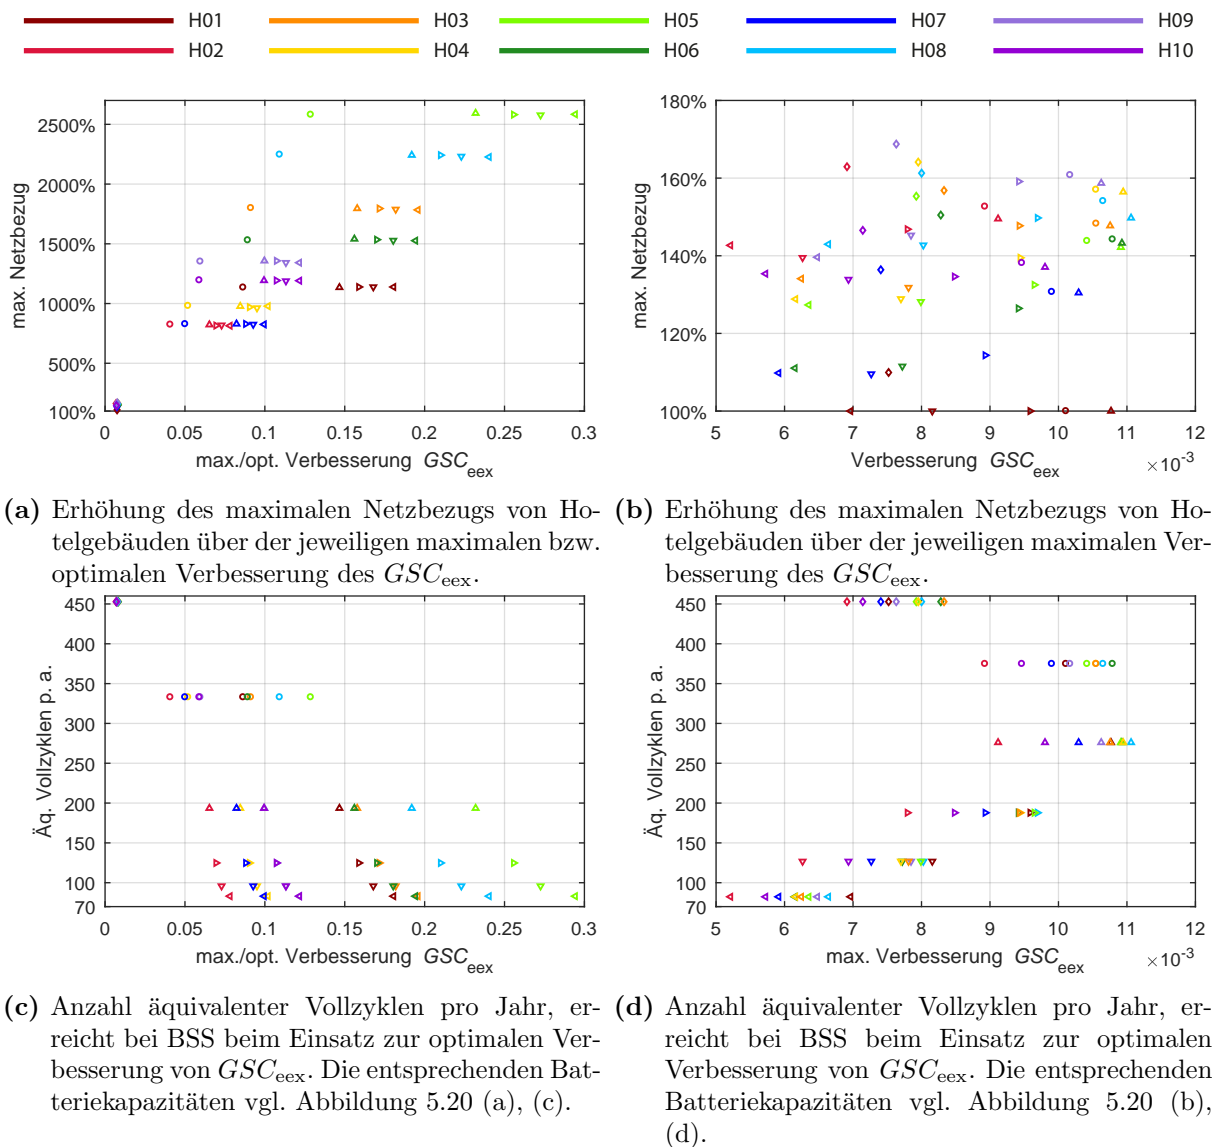 H01 H03 H05 H07 H09
H02 H04 H06 H08 H10
max. Netzbezug
2500%
2000%
1500%
1000%
500%
100%
0 0.05 0.1 0.15 0.2 0.25 0.3
max./opt. Verbesserung GSC_eex
max. Netzbezug
180%
160%
140%
120%
100%
5 6 7 8 9 10 11 12
Verbesserung GSC_eex ×10⁻³
(a) Erhöhung des maximalen Netzbezugs von Ho-
telgebäuden über der jeweiligen maximalen bzw.
optimalen Verbesserung des GSC_eex.
(b) Erhöhung des maximalen Netzbezugs von Ho-
telgebäuden über der jeweiligen maximalen Ver-
besserung des GSC_eex.
Äq. Vollzyklen p. a.
450
400
350
300
250
200
150
100
70
0 0.05 0.1 0.15 0.2 0.25 0.3
max./opt. Verbesserung GSC_eex
Äq. Vollzyklen p. a.
450
400
350
300
250
200
150
100
70
5 6 7 8 9 10 11 12
max. Verbesserung GSC_eex ×10⁻³
(c) Anzahl äquivalenter Vollzyklen pro Jahr, er-
reicht bei BSS beim Einsatz zur optimalen Ver-
besserung von GSC_eex. Die entsprechenden Bat-
teriekapazitäten vgl. Abbildung 5.20 (a), (c).
(d) Anzahl äquivalenter Vollzyklen pro Jahr, er-
reicht bei BSS beim Einsatz zur optimalen
Verbesserung von GSC_eex. Die entsprechenden
Batteriekapazitäten vgl. Abbildung 5.20 (b),
(d).